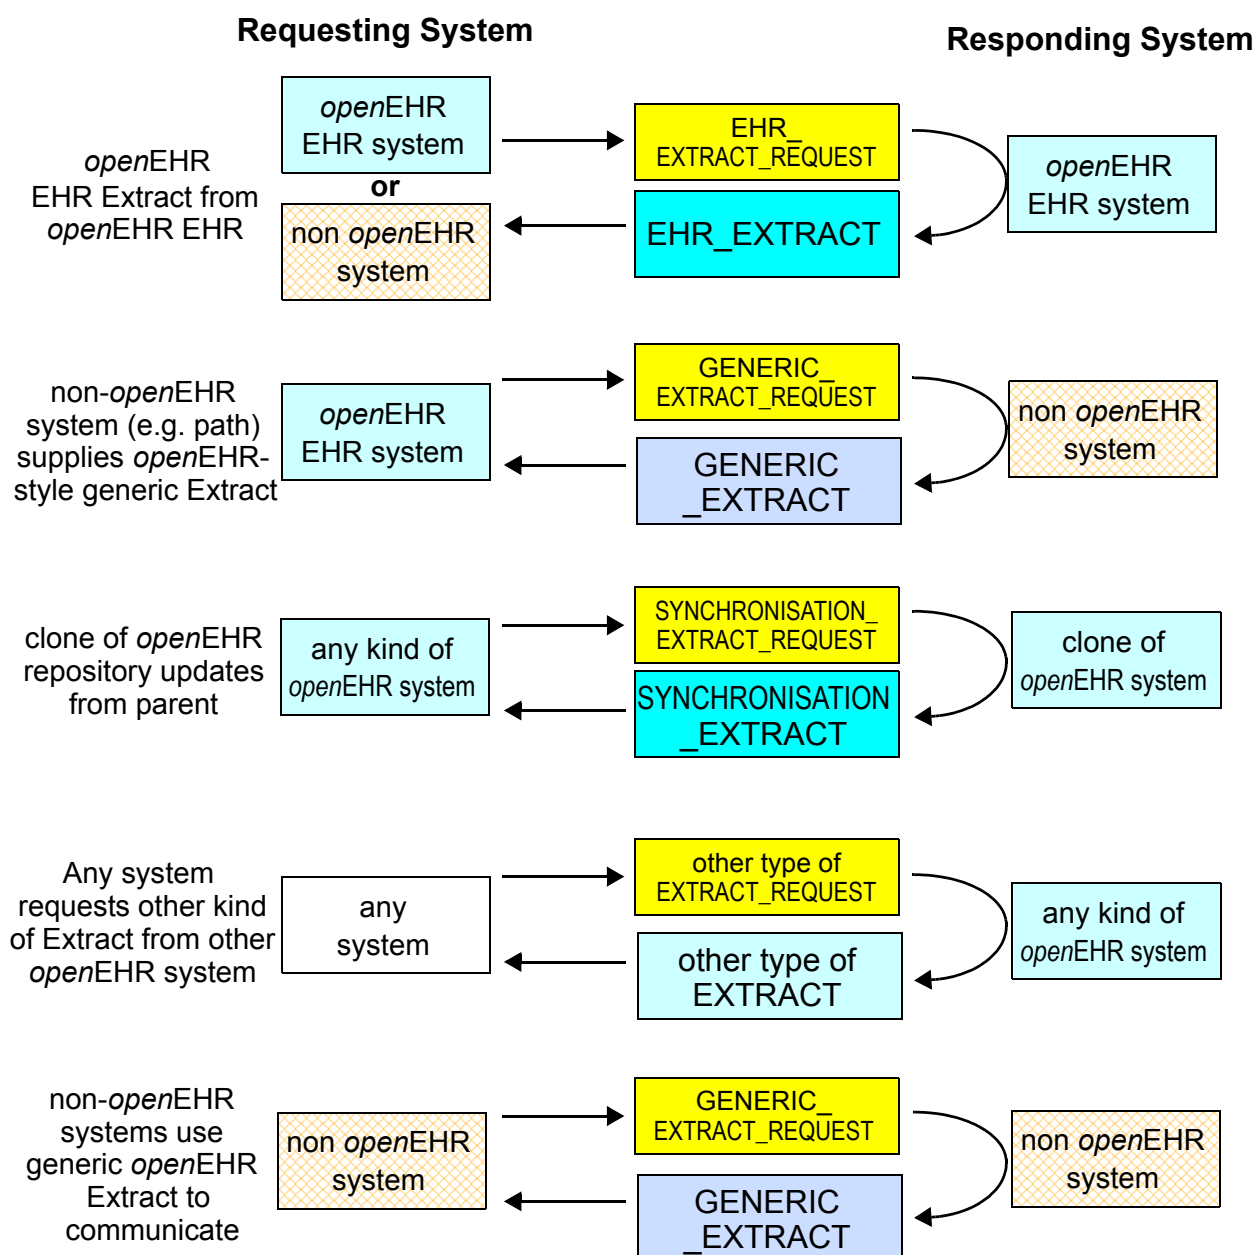 Requesting System
Responding System
openEHR
EHR Extract from
openEHR EHR
openEHR
EHR system
or
non openEHR
system
EHR_
EXTRACT_REQUEST
EHR_EXTRACT
openEHR
EHR system
non-openEHR
system (e.g. path)
supplies openEHR-
style generic Extract
openEHR
EHR system
GENERIC_
EXTRACT_REQUEST
GENERIC
_EXTRACT
non openEHR
system
clone of openEHR
repository updates
from parent
any kind of
openEHR system
SYNCHRONISATION_
EXTRACT_REQUEST
SYNCHRONISATION
_EXTRACT
clone of
openEHR system
Any system
requests other kind
of Extract from other
openEHR system
any
system
other type of
EXTRACT_REQUEST
other type of
EXTRACT
any kind of
openEHR system
non-openEHR
systems use
generic openEHR
Extract to
communicate
non openEHR
system
GENERIC_
EXTRACT_REQUEST
GENERIC
_EXTRACT
non openEHR
system